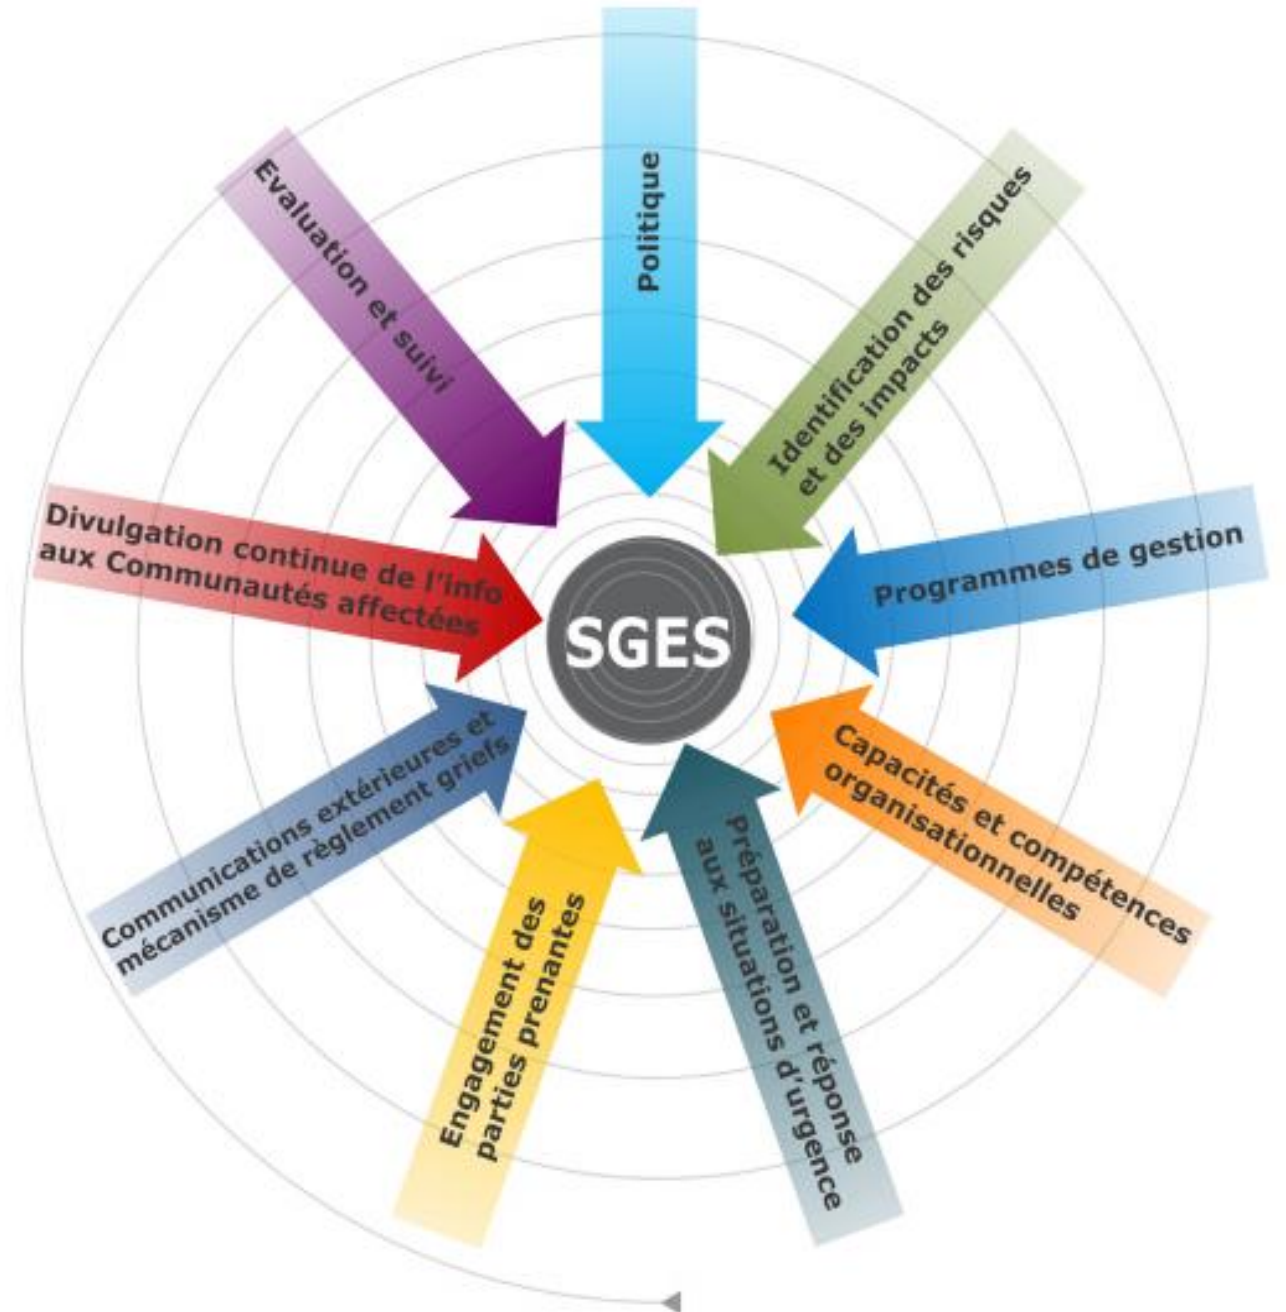 Politique
Identification des risques
et des impacts
Programmes de gestion
Capacités et compétences
organisationnelles
Préparation et réponse
aux situations d'urgence
Engagement des
parties prenantes
Communications extérieures et
mécanisme de règlement griefs
Divulgation continue de l'info
aux Communautés affectées
Evaluation et suivi
SGES